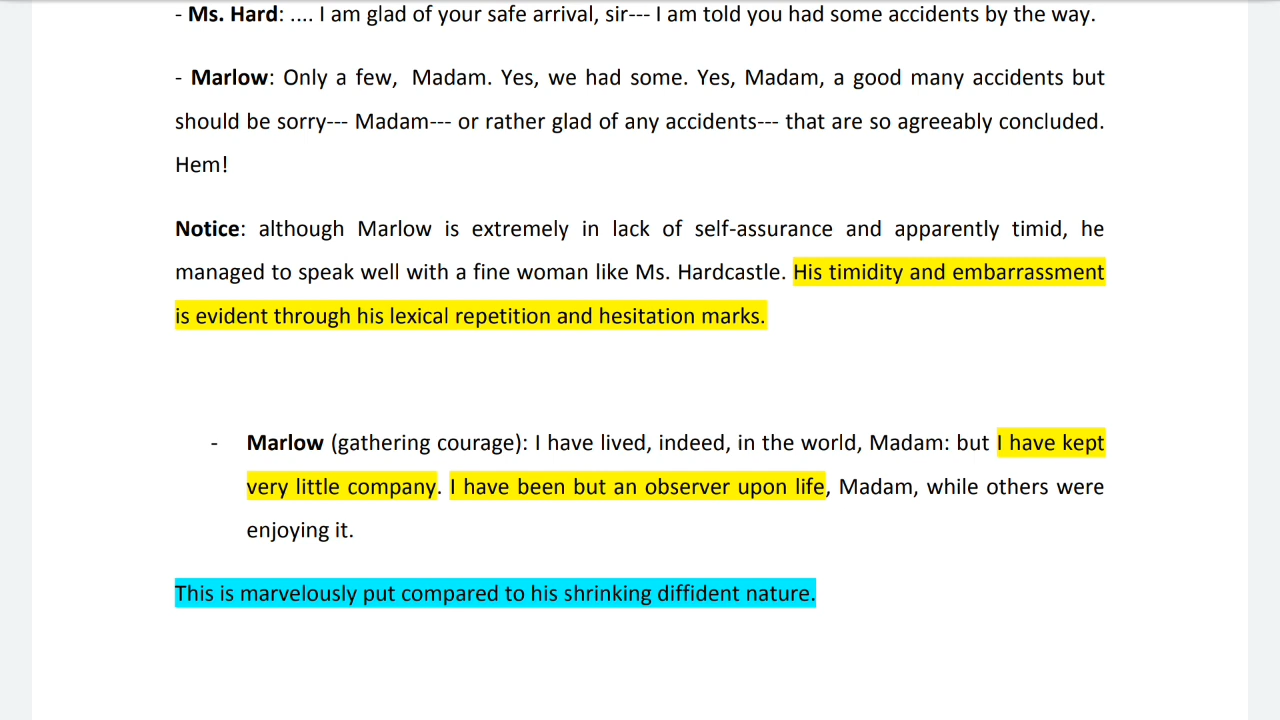 - Ms. Hard: .... I am glad of your safe arrival, sir--- I am told you had some accidents by the way.
- Marlow: Only a few, Madam. Yes, we had some. Yes, Madam, a good many accidents but
should be sorry--- Madam--- or rather glad of any accidents--- that are so agreeably concluded.
Hem!
Notice: although Marlow is extremely in lack of self-assurance and apparently timid, he
managed to speak well with a fine woman like Ms. Hardcastle. His timidity and embarrassment
is evident through his lexical repetition and hesitation marks.
- Marlow (gathering courage): I have lived, indeed, in the world, Madam: but I have kept
very little company. I have been but an observer upon life, Madam, while others were
enjoying it.
This is marvelously put compared to his shrinking diffident nature.